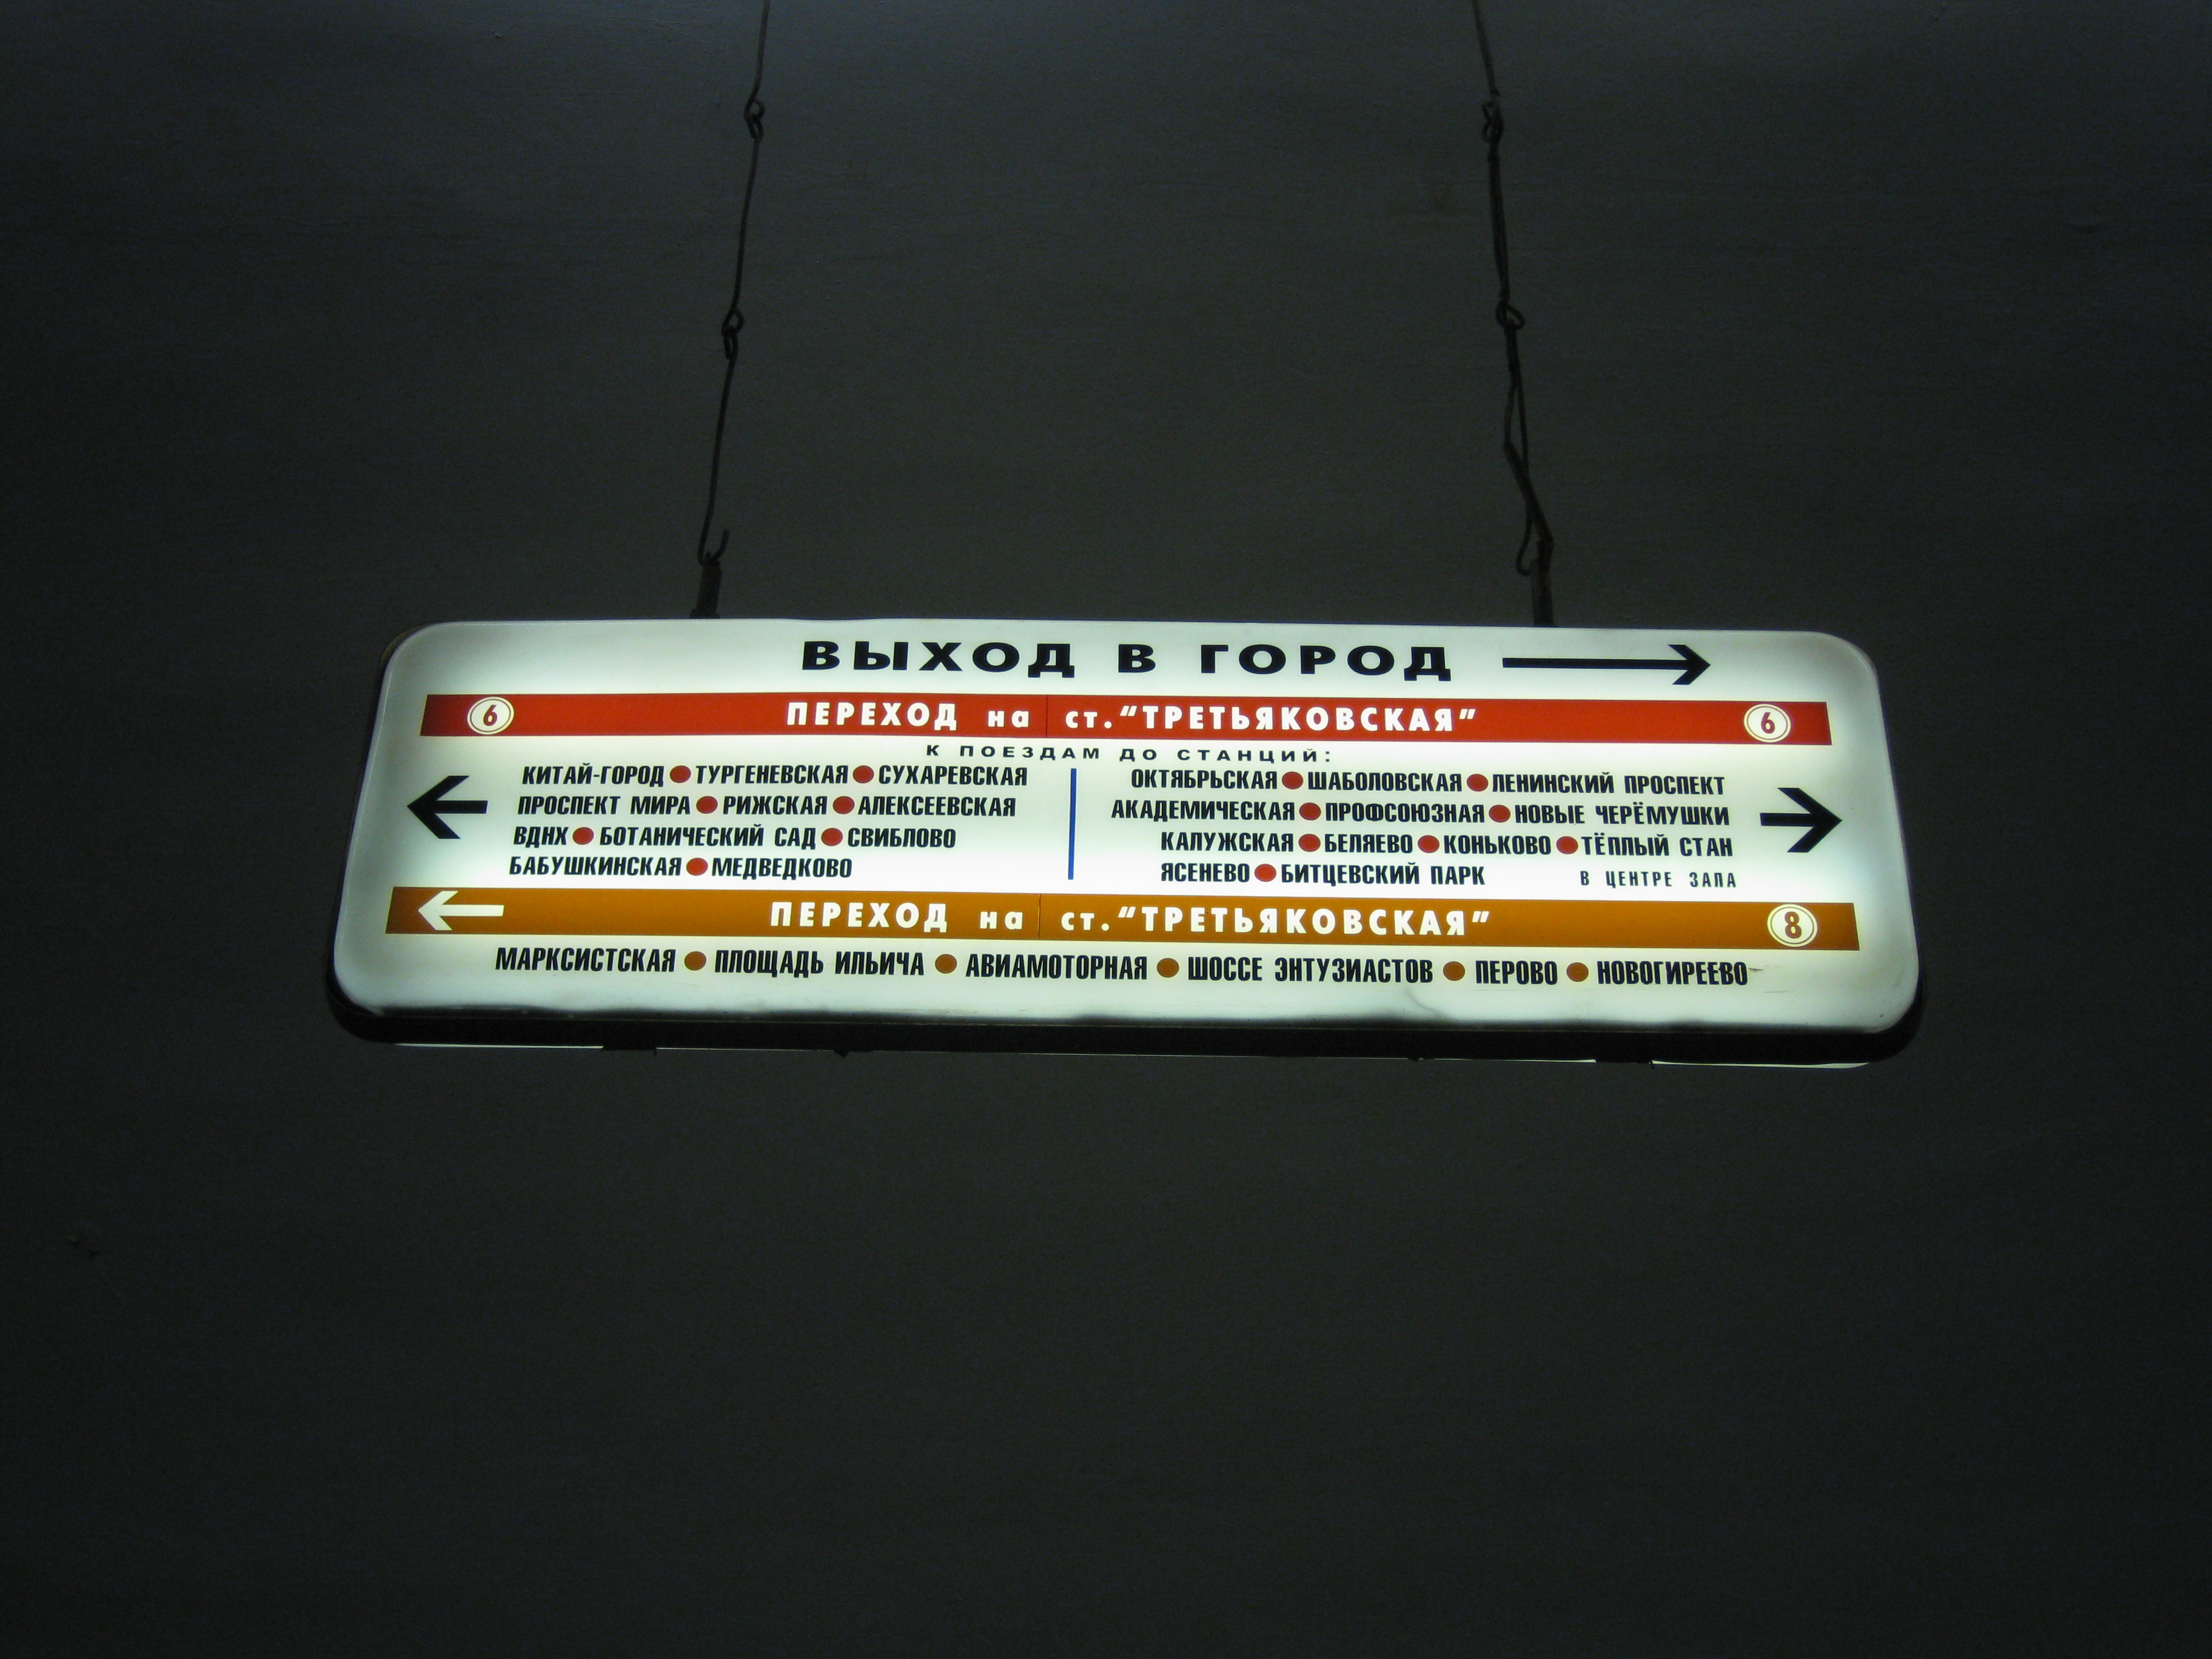 ВЫХОД В ГОРОД
6 ПЕРЕХОД на ст."ТРЕТЬЯКОВСКАЯ" 6
К ПОЕЗДАМ ДО СТАНЦИЙ:
КИТАЙ-ГОРОД ТУРГЕНЕВСКАЯ СУХАРЕВСКАЯ
ПРОСПЕКТ МИРА РИЖСКАЯ АЛЕКСЕЕВСКАЯ
ВДНХ БОТАНИЧЕСКИЙ САД СВИБЛОВО
БАБУШКИНСКАЯ МЕДВЕДКОВО
ОКТЯБРЬСКАЯ ШАБОЛОВСКАЯ ЛЕНИНСКИЙ ПРОСПЕКТ
АКАДЕМИЧЕСКАЯ ПРОФСОЮЗНАЯ НОВЫЕ ЧЕРЁМУШКИ
КАЛУЖСКАЯ БЕЛЯЕВО КОНЬКОВО ТЁПЛЫЙ СТАН
ЯСЕНЕВО БИТЦЕВСКИЙ ПАРК В ЦЕНТРЕ ЗАЛА
ПЕРЕХОД на ст."ТРЕТЬЯКОВСКАЯ" 8
МАРКСИСТСКАЯ ПЛОЩАДЬ ИЛЬИЧА АВИАМОТОРНАЯ ШОССЕ ЭНТУЗИАСТОВ ПЕРОВО НОВОГИРЕЕВО